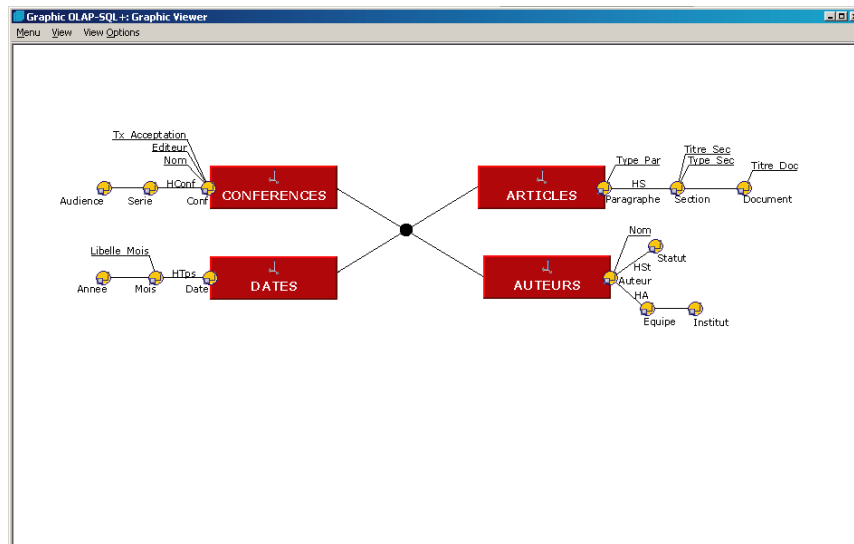 Graphic OLAP-SQL+: Graphic Viewer
Menu View View Options
Tx_Acceptation
Editeur
Nom
HConf
Audience
Serie
Conf
CONFERENCES
Titre_Sec
Type_Par
Type_Sec
Titre_Doc
HS
ARTICLES
Paragraphe
Section
Document
Libelle_Mois
HTps
Année
Mois
Date
DATES
Nom
Statut
HSt
Auteur
AUTEURS
HA
Equipe
Institut